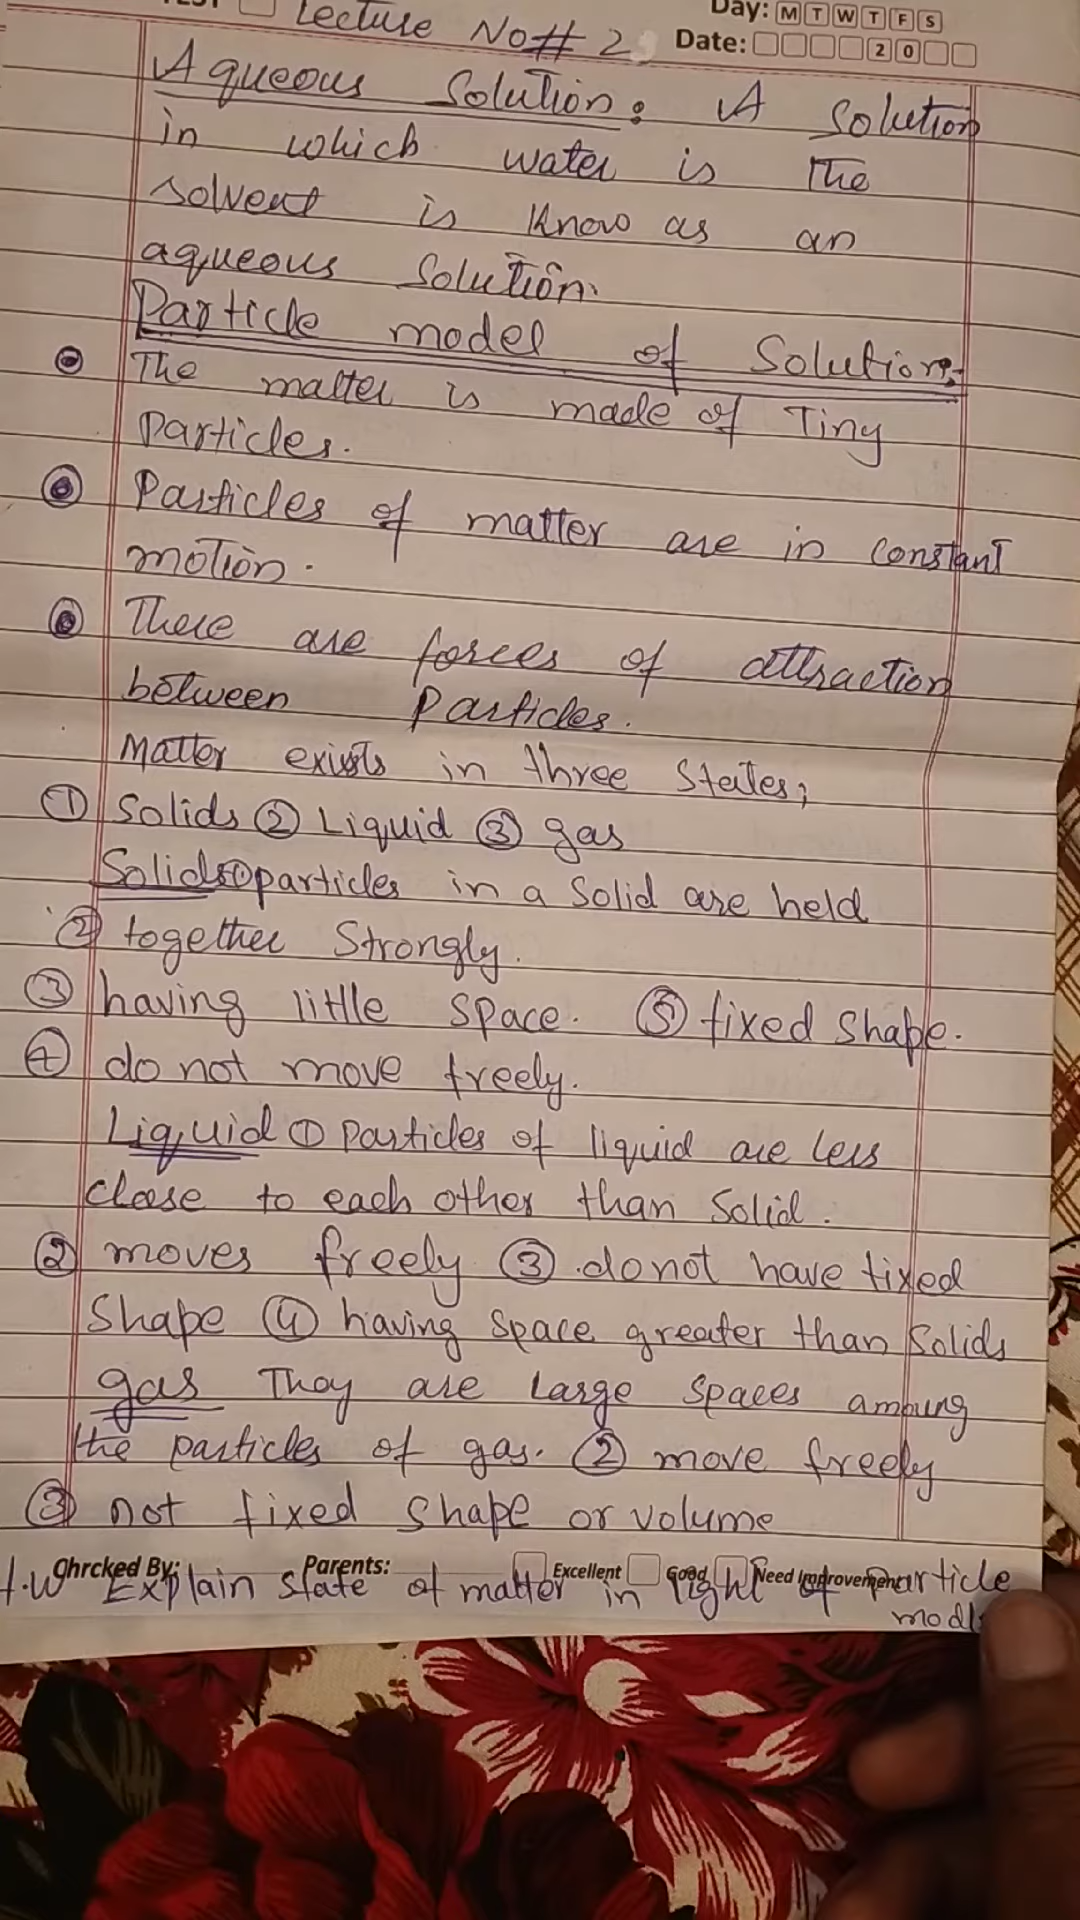 Lecture No# 2
Day: M T W T F S
Date: 2 0
Aqueous Solution: A Solution
in which water is The
solvent is Know as an
aqueous Solution.
Particle model of Solution:-
The matter is made of Tiny
Particles.
Particles of matter are in constant
motion.
There are forces of attraction
between Particles.
Matter exists in three States;
① Solids ② Liquid ③ gas
Solids ① particles in a Solid are held
② together Strongly.
③ having little space. ⑤ fixed shape.
④ do not move freely.
Liquid ① particles of liquid are less
close to each other than Solid.
② moves freely ③ do not have fixed
Shape ④ having space greater than Solids
gas They are large spaces amoung
the particles of gas. ② move freely
③ not fixed shape or volume
Ghrcked By: Parents: Excellent Good Need Improvement
H.W Explain state of matter in light of particle